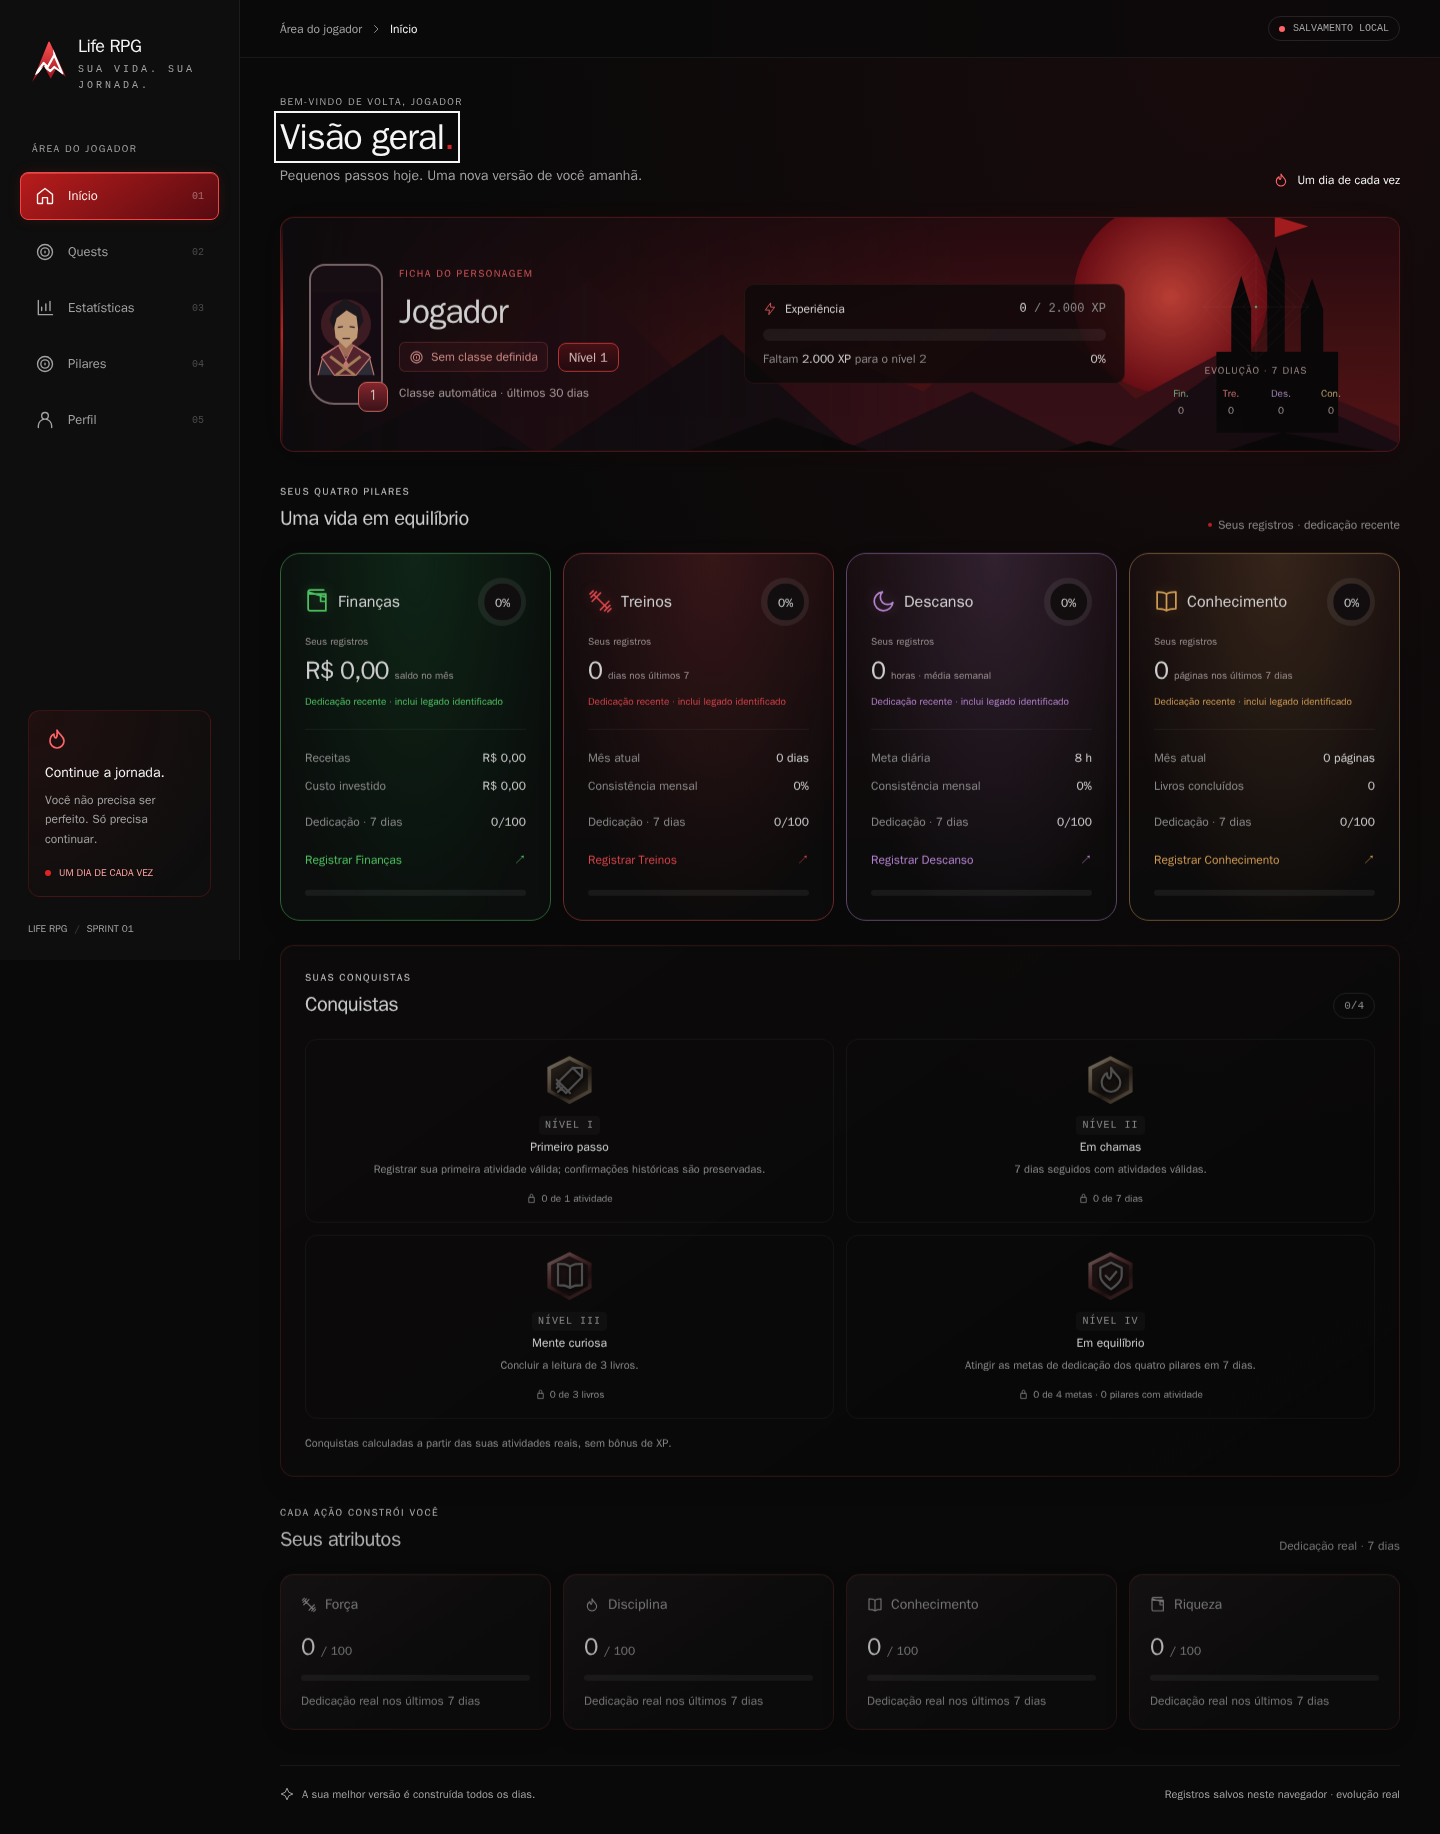 Life RPG
SUA VIDA. SUA
JORNADA.
ÁREA DO JOGADOR
Início 01
Quests 02
Estatísticas 03
Pilares 04
Perfil 05
Continue a jornada.
Você não precisa ser
perfeito. Só precisa
continuar.
UM DIA DE CADA VEZ
LIFE RPG / SPRINT 01
Área do jogador > Início
SALVAMENTO LOCAL
BEM-VINDO DE VOLTA, JOGADOR
Visão geral.
Pequenos passos hoje. Uma nova versão de você amanhã.
Um dia de cada vez
FICHA DO PERSONAGEM
Jogador
Sem classe definida Nível 1
1
Classe automática · últimos 30 dias
Experiência 0 / 2.000 XP
Faltam 2.000 XP para o nível 2 0%
EVOLUÇÃO · 7 DIAS
Fin. Tre. Des. Con.
0 0 0 0
SEUS QUATRO PILARES
Uma vida em equilíbrio
Seus registros · dedicação recente
Finanças 0%
Seus registros
R$ 0,00 saldo no mês
Dedicação recente · inclui legado identificado
Receitas R$ 0,00
Custo investido R$ 0,00
Dedicação · 7 dias 0/100
Registrar Finanças ↗
Treinos 0%
Seus registros
0 dias nos últimos 7
Dedicação recente · inclui legado identificado
Mês atual 0 dias
Consistência mensal 0%
Dedicação · 7 dias 0/100
Registrar Treinos ↗
Descanso 0%
Seus registros
0 horas · média semanal
Dedicação recente · inclui legado identificado
Meta diária 8 h
Consistência mensal 0%
Dedicação · 7 dias 0/100
Registrar Descanso ↗
Conhecimento 0%
Seus registros
0 páginas nos últimos 7 dias
Dedicação recente · inclui legado identificado
Mês atual 0 páginas
Livros concluídos 0
Dedicação · 7 dias 0/100
Registrar Conhecimento ↗
SUAS CONQUISTAS
Conquistas
0/4
NÍVEL I
Primeiro passo
Registrar sua primeira atividade válida; confirmações históricas são preservadas.
0 de 1 atividade
NÍVEL II
Em chamas
7 dias seguidos com atividades válidas.
0 de 7 dias
NÍVEL III
Mente curiosa
Concluir a leitura de 3 livros.
0 de 3 livros
NÍVEL IV
Em equilíbrio
Atingir as metas de dedicação dos quatro pilares em 7 dias.
0 de 4 metas · 0 pilares com atividade
Conquistas calculadas a partir das suas atividades reais, sem bônus de XP.
CADA AÇÃO CONSTRÓI VOCÊ
Seus atributos
Dedicação real · 7 dias
Força
0 / 100
Dedicação real nos últimos 7 dias
Disciplina
0 / 100
Dedicação real nos últimos 7 dias
Conhecimento
0 / 100
Dedicação real nos últimos 7 dias
Riqueza
0 / 100
Dedicação real nos últimos 7 dias
A sua melhor versão é construída todos os dias.
Registros salvos neste navegador · evolução real